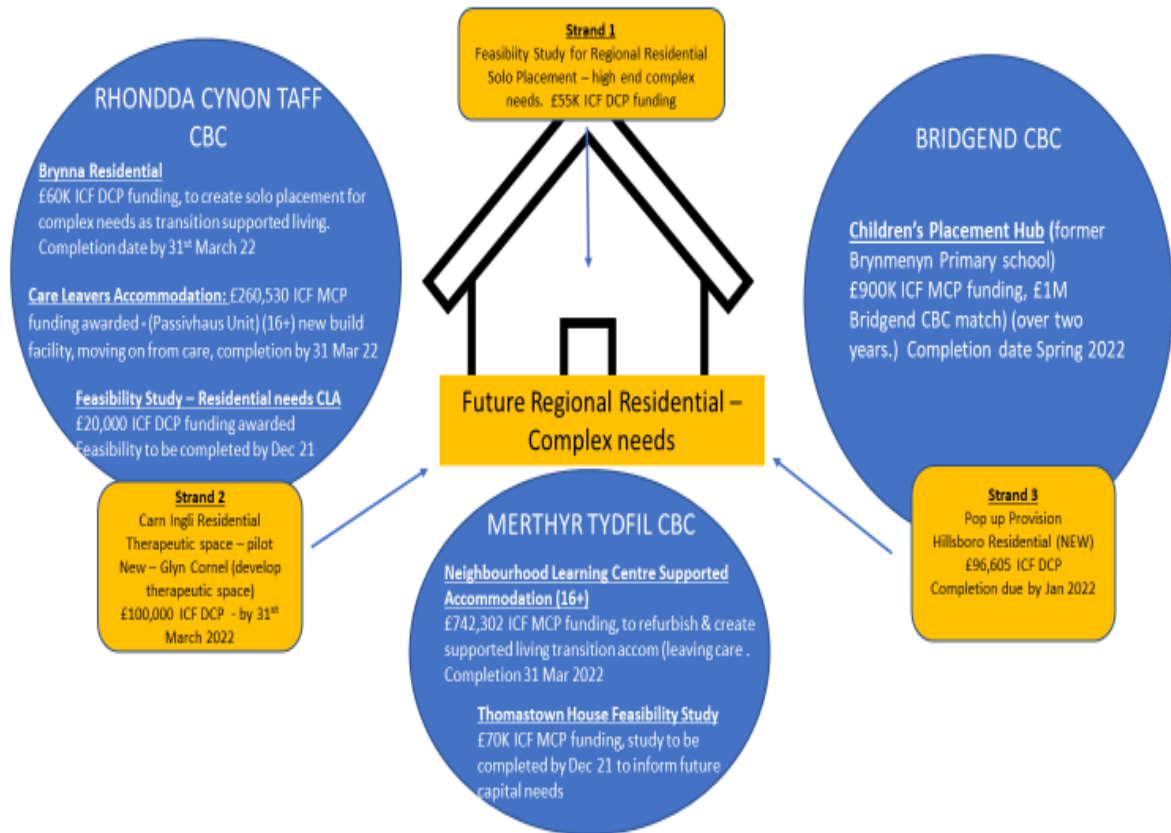 Strand 1
Feasibiity Study for Regional Residential
Solo Placement – high end complex
needs. £55K ICF DCP funding
RHONDDA CYNON TAFF
CBC
Brynna Residential
£60K ICF DCP funding, to create solo placement for
complex needs as transition supported living.
Completion date by 31st March 22
Care Leavers Accommodation: £260,530 ICF MCP
funding awarded - (Passivhaus Unit) (16+) new build
facility, moving on from care, completion by 31 Mar 22
Feasibility Study – Residential needs CLA
£20,000 ICF DCP funding awarded
Feasibility to be completed by Dec 21
Strand 2
Carn Ingli Residential
Therapeutic space – pilot
New – Glyn Cornel (develop
therapeutic space)
£100,000 ICF DCP - by 31st
March 2022
Future Regional Residential –
Complex needs
MERTHYR TYDFIL CBC
Neighbourhood Learning Centre Supported
Accommodation (16+)
£742,302 ICF MCP funding, to refurbish & create
supported living transition accom (leaving care .
Completion 31 Mar 2022
Thomastown House Feasibility Study
£70K ICF MCP funding, study to be
completed by Dec 21 to inform future
capital needs
BRIDGEND CBC
Children's Placement Hub (former
Brynmenyn Primary school)
£900K ICF MCP funding, £1M
Bridgend CBC match) (over two
years.) Completion date Spring 2022
Strand 3
Pop up Provision
Hillsboro Residential (NEW)
£96,605 ICF DCP
Completion due by Jan 2022